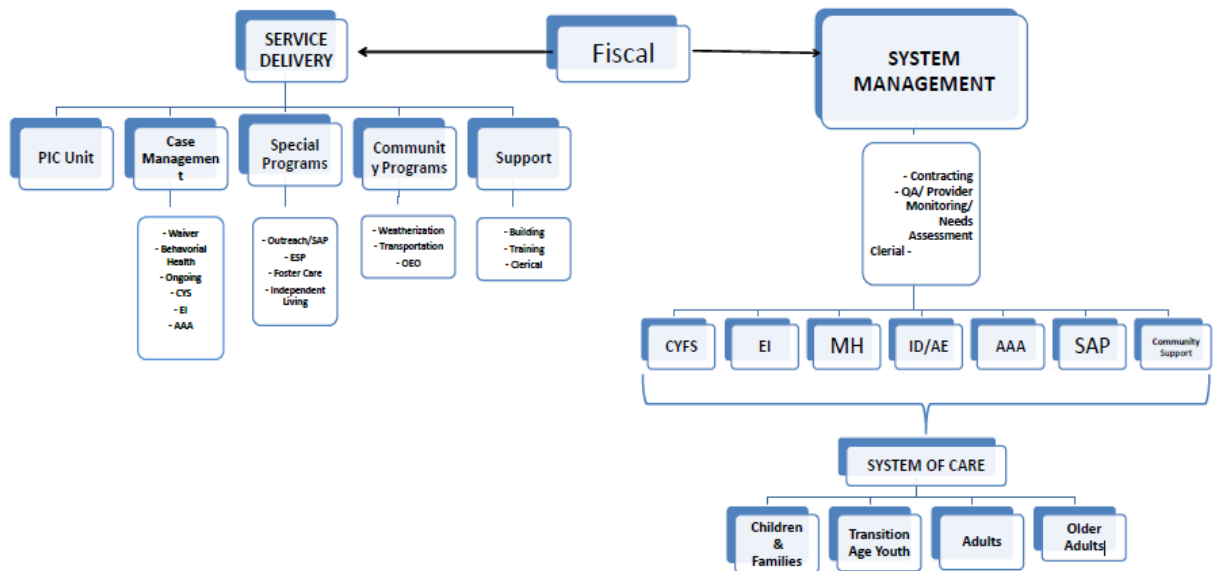 SERVICE
DELIVERY
Fiscal
SYSTEM
MANAGEMENT
PIC Unit
Case
Managemen
t
Special
Programs
Communit
y Programs
Support
- Waiver
- Behavorial
Health
- Ongoing
- CYS
- EI
- AAA
- Outreach/SAP
- ESP
- Foster Care
- Independent
Living
- Weatherization
- Transportation
- OEO
- Building
- Training
- Clerical
- Contracting
- QA/ Provider
Monitoring/
Needs
Assessment
Clerial -
CYFS
EI
MH
ID/AE
AAA
SAP
Community
Support
SYSTEM OF CARE
Children
&
Families
Transition
Age Youth
Adults
Older
Adults